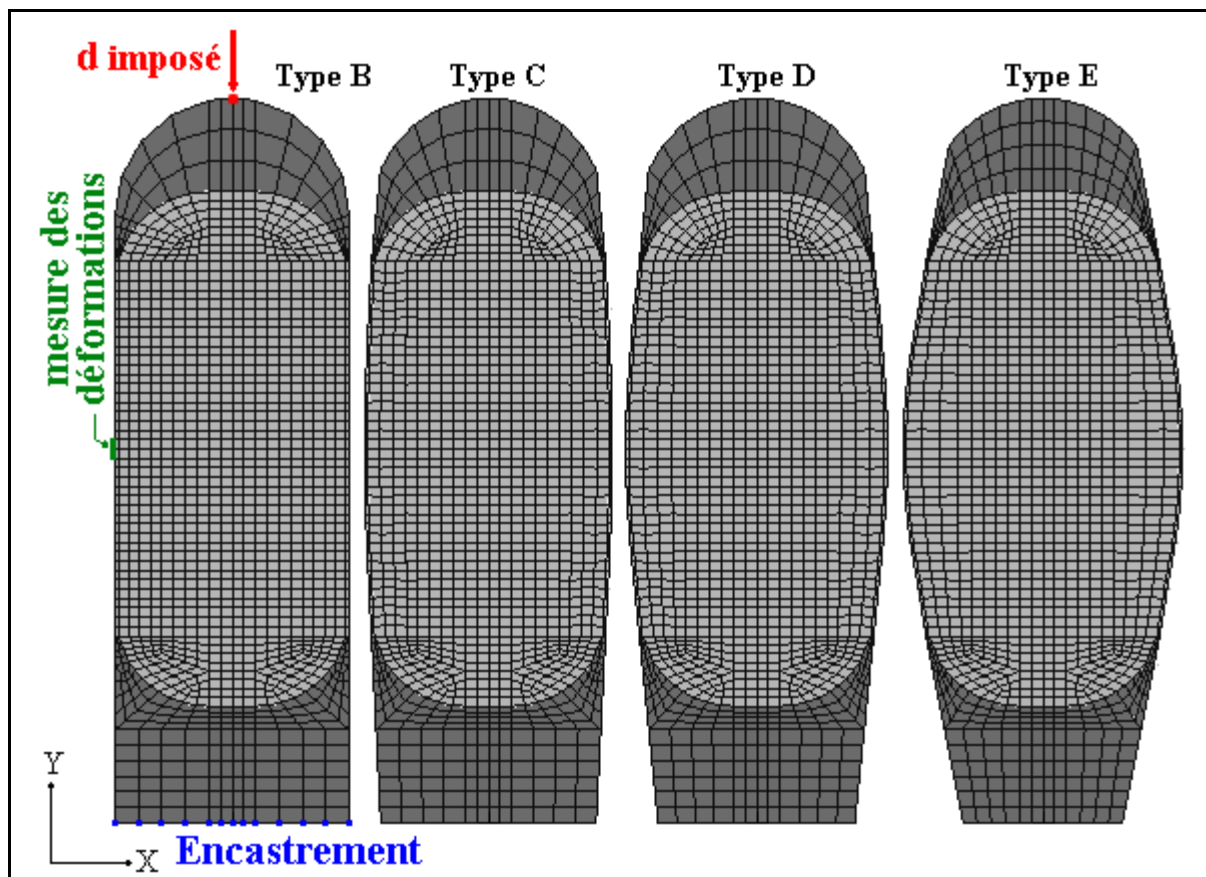 d imposé
Type B
Type C
Type D
Type E
mesure des
déformations
Y
X
Encastrement